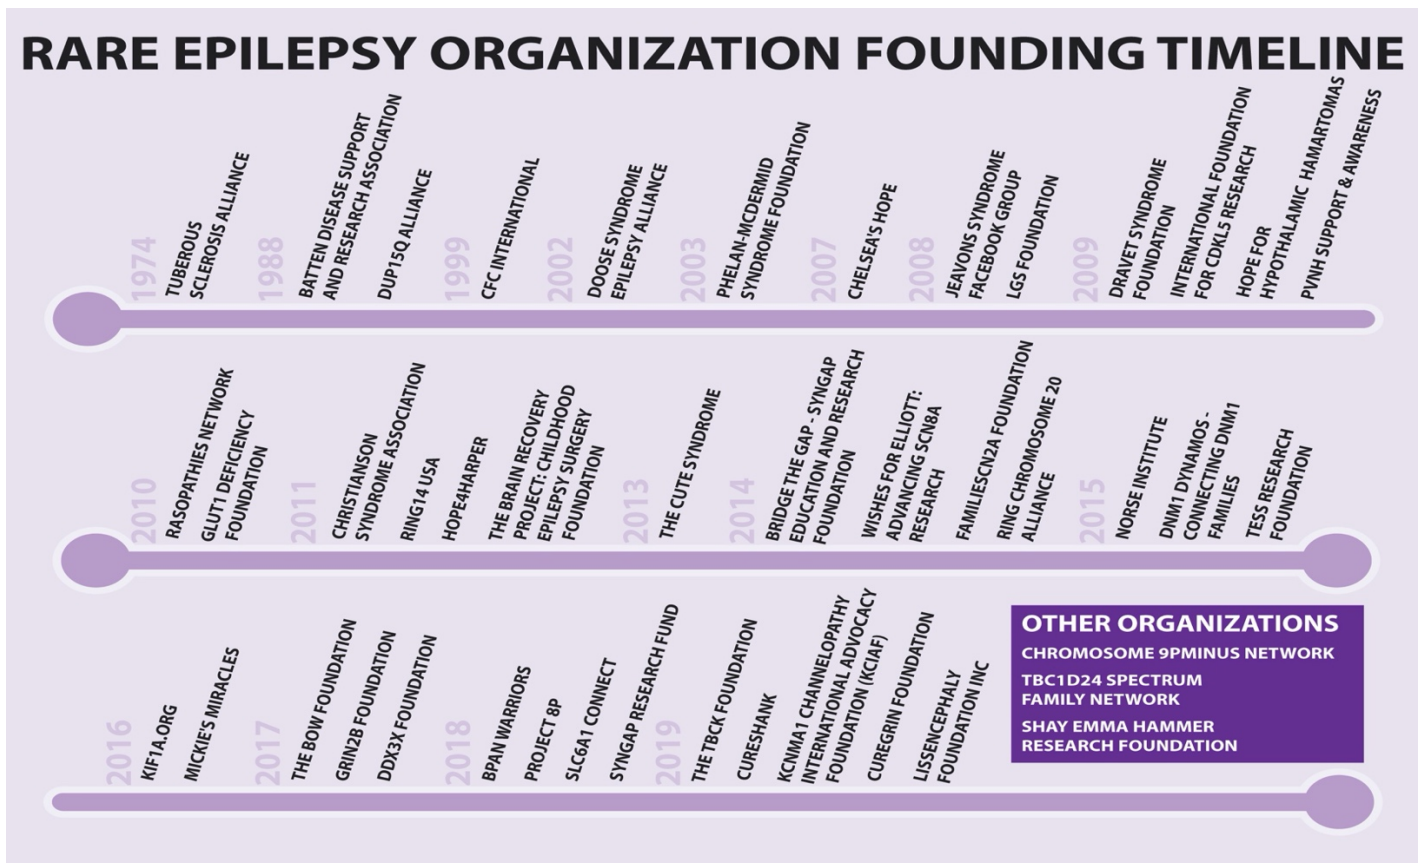 RARE EPILEPSY ORGANIZATION FOUNDING TIMELINE
1974
TUBEROUS
SCLEROSIS ALLIANCE
1988
BATTEN DISEASE SUPPORT
AND RESEARCH ASSOCIATION
DUP15Q ALLIANCE
1999
CFC INTERNATIONAL
2002
DOOSE SYNDROME
EPILEPSY ALLIANCE
2003
PHELAN-MCDERMID
SYNDROME FOUNDATION
2007
CHELSEA'S HOPE
2008
JEAVONS SYNDROME
FACEBOOK GROUP
LGS FOUNDATION
2009
DRAVET SYNDROME
FOUNDATION
INTERNATIONAL FOUNDATION
FOR CDKL5 RESEARCH
HOPE FOR
HYPOTHALAMIC HAMARTOMAS
PVNH SUPPORT & AWARENESS
2010
RASOPATHIES NETWORK
GLUT1 DEFICIENCY
FOUNDATION
2011
CHRISTIANSON
SYNDROME ASSOCIATION
RING14 USA
HOPE4HARPER
THE BRAIN RECOVERY
PROJECT: CHILDHOOD
EPILEPSY SURGERY
FOUNDATION
2013
THE CUTE SYNDROME
2014
BRIDGE THE GAP - SYNGAP
EDUCATION AND RESEARCH
FOUNDATION
WISHES FOR ELLIOTT:
ADVANCING SCN8A
RESEARCH
FAMILIESCN2A FOUNDATION
RING CHROMOSOME 20
ALLIANCE
2015
NORSE INSTITUTE
DNM1 DYNAMOS -
CONNECTING DNM1
FAMILIES
TESS RESEARCH
FOUNDATION
2016
KIF1A.ORG
MICKIE'S MIRACLES
2017
THE BOW FOUNDATION
GRIN2B FOUNDATION
DDX3X FOUNDATION
2018
BPAN WARRIORS
PROJECT 8P
SLC6A1 CONNECT
SYNGAP RESEARCH FUND
2019
THE TBCK FOUNDATION
CURESHANK
KCNMA1 CHANNELOPATHY
INTERNATIONAL ADVOCACY
FOUNDATION (KCIAF)
CUREGRIN FOUNDATION
LISSENCEPHALY
FOUNDATION INC
OTHER ORGANIZATIONS
CHROMOSOME 9PMINUS NETWORK
TBC1D24 SPECTRUM
FAMILY NETWORK
SHAY EMMA HAMMER
RESEARCH FOUNDATION